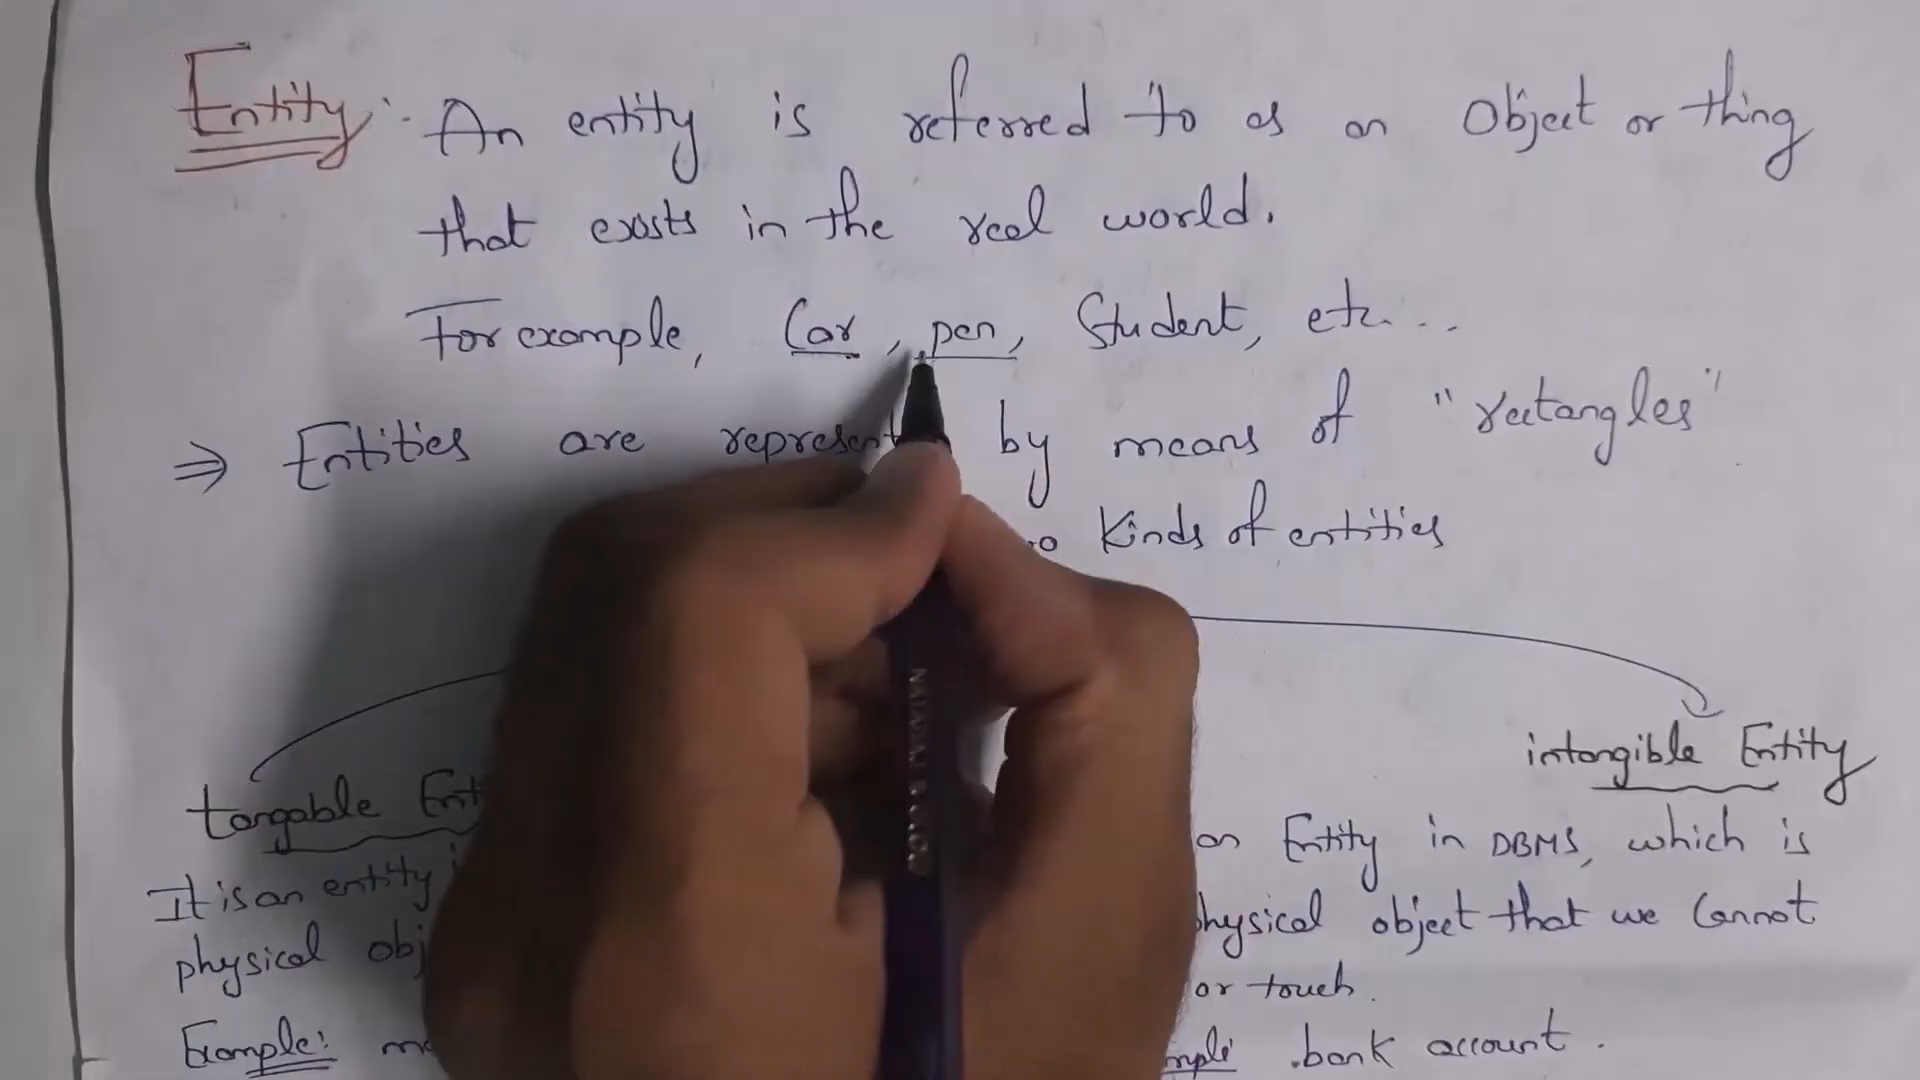 Entity:- An entity is referred to as an Object or thing
that exists in the real world.
For example, Car, pen, Student, etc...
⇒ Entities are represent by means of "rectangles"
Kinds of entities
intangible Entity
tangable Ent
on Entity in DBMS, which is
It is an entity
physical object that we Cannot
physical obj
or touch.
Example:
bank account.